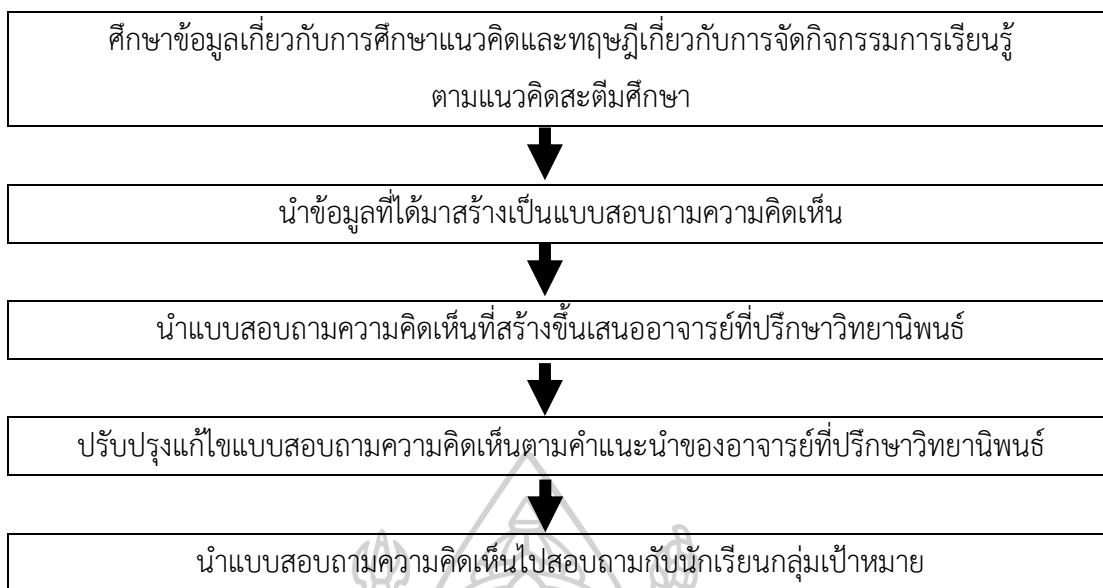 ศึกษาข้อมูลเกี่ยวกับการศึกษาแนวคิดและทฤษฎีเกี่ยวกับการจัดกิจกรรมการเรียนรู้
ตามแนวคิดสะตีมศึกษา
นำข้อมูลที่ได้มาสร้างเป็นแบบสอบถามความคิดเห็น
นำแบบสอบถามความคิดเห็นที่สร้างขึ้นเสนออาจารย์ที่ปรึกษาวิทยานิพนธ์
ปรับปรุงแก้ไขแบบสอบถามความคิดเห็นตามคำแนะนำของอาจารย์ที่ปรึกษาวิทยานิพนธ์
นำแบบสอบถามความคิดเห็นไปสอบถามกับนักเรียนกลุ่มเป้าหมาย